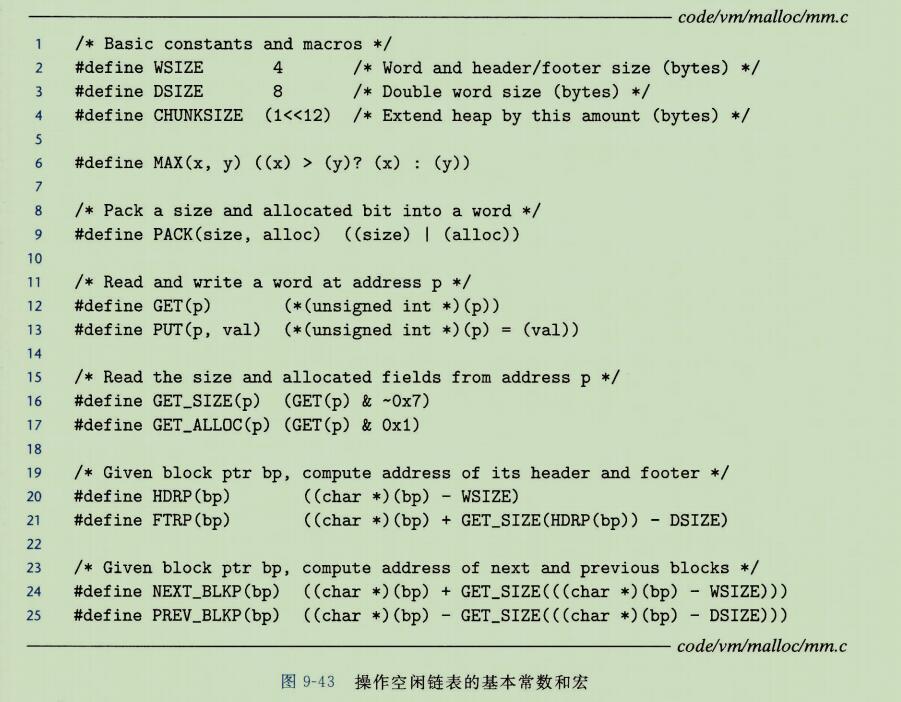 code/vm/malloc/mm.c
1 /* Basic constants and macros */
2 #define WSIZE 4 /* Word and header/footer size (bytes) */
3 #define DSIZE 8 /* Double word size (bytes) */
4 #define CHUNKSIZE (1<<12) /* Extend heap by this amount (bytes) */
5
6 #define MAX(x, y) ((x) > (y)? (x) : (y))
7
8 /* Pack a size and allocated bit into a word */
9 #define PACK(size, alloc) ((size) | (alloc))
10
11 /* Read and write a word at address p */
12 #define GET(p) (*(unsigned int *)(p))
13 #define PUT(p, val) (*(unsigned int *)(p) = (val))
14
15 /* Read the size and allocated fields from address p */
16 #define GET_SIZE(p) (GET(p) & ~0x7)
17 #define GET_ALLOC(p) (GET(p) & 0x1)
18
19 /* Given block ptr bp, compute address of its header and footer */
20 #define HDRP(bp) ((char *)(bp) - WSIZE)
21 #define FTRP(bp) ((char *)(bp) + GET_SIZE(HDRP(bp)) - DSIZE)
22
23 /* Given block ptr bp, compute address of next and previous blocks */
24 #define NEXT_BLKP(bp) ((char *)(bp) + GET_SIZE(((char *)(bp) - WSIZE)))
25 #define PREV_BLKP(bp) ((char *)(bp) - GET_SIZE(((char *)(bp) - DSIZE)))
code/vm/malloc/mm.c
图 9-43 操作空闲链表的基本常数和宏